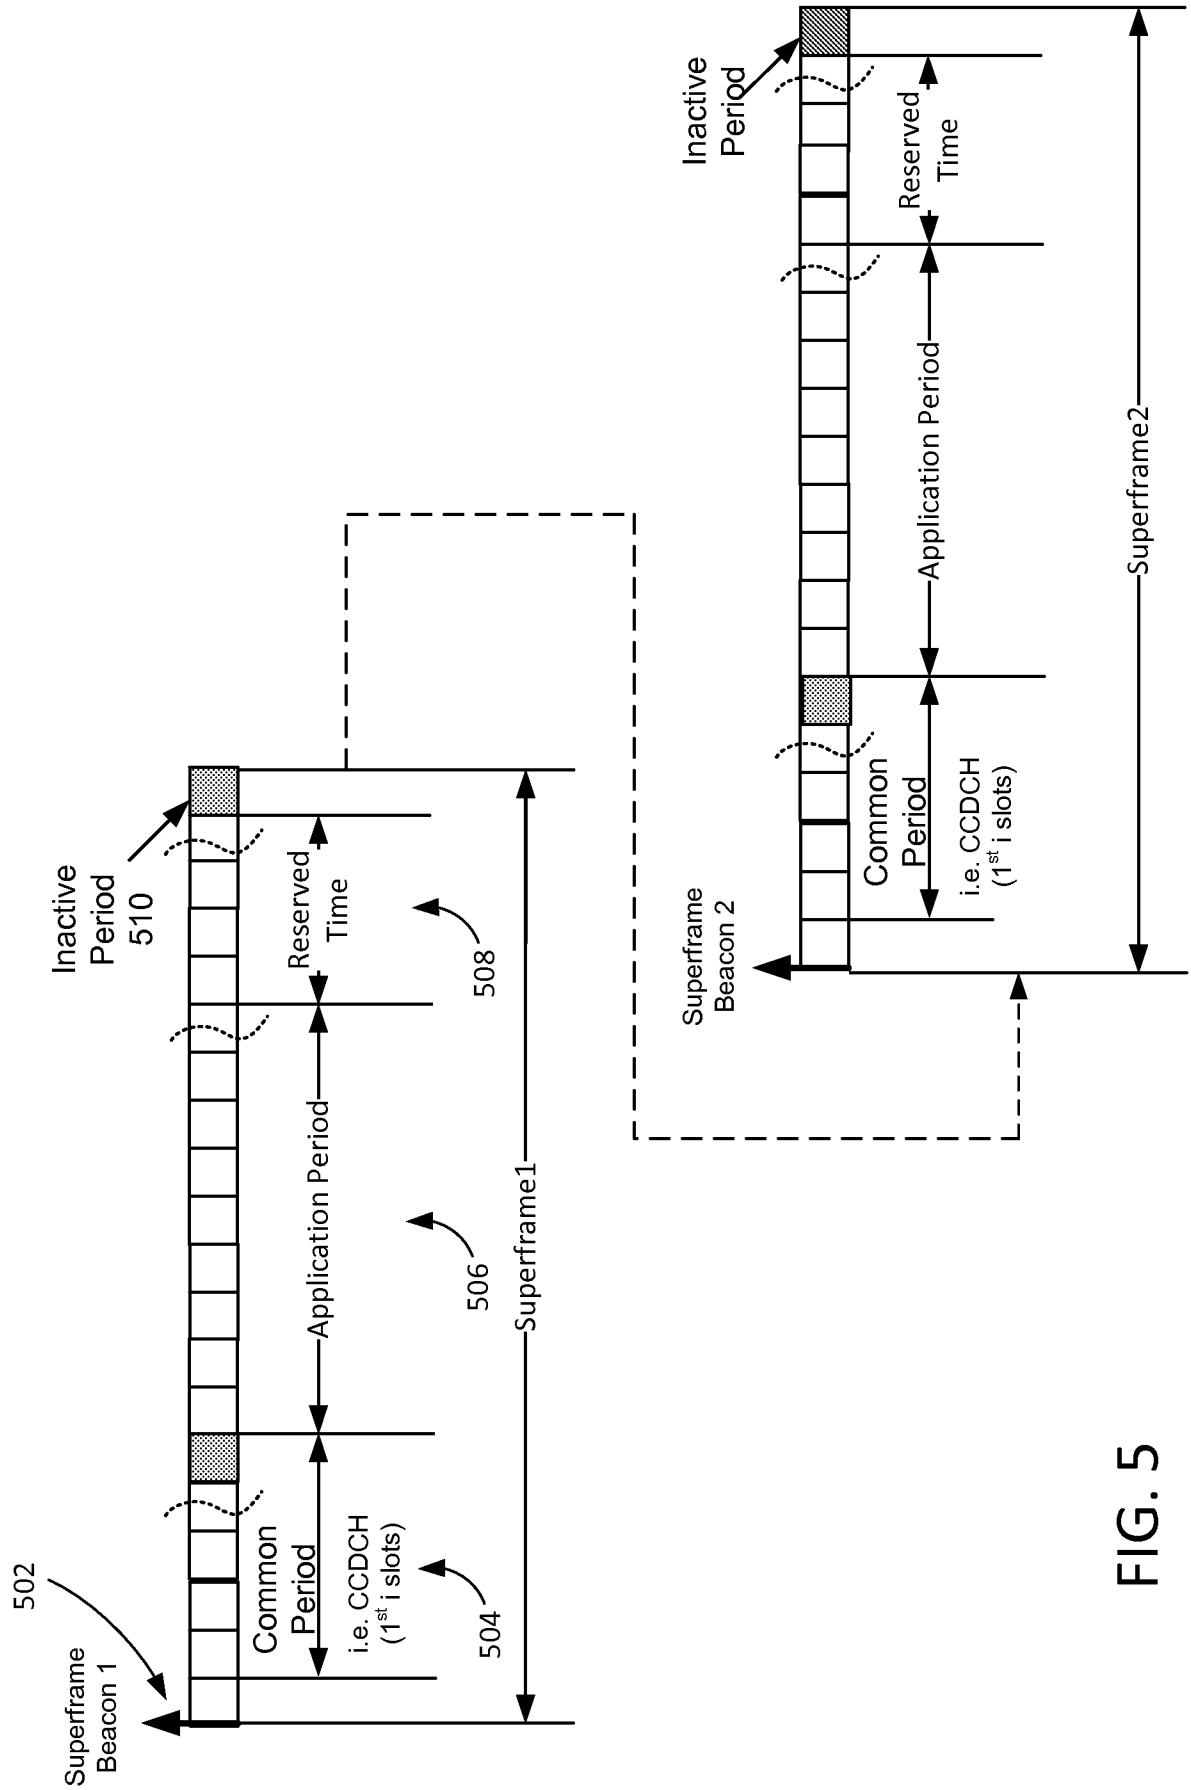 502
Superframe
Beacon 1
Common
Period
i.e. CCDCH
(1st i slots)
504
Application Period
506
Reserved
Time
508
Inactive
Period
510
Superframe1
Superframe
Beacon 2
Common
Period
i.e. CCDCH
(1st i slots)
Application Period
Reserved
Time
Inactive
Period
Superframe2
FIG. 5